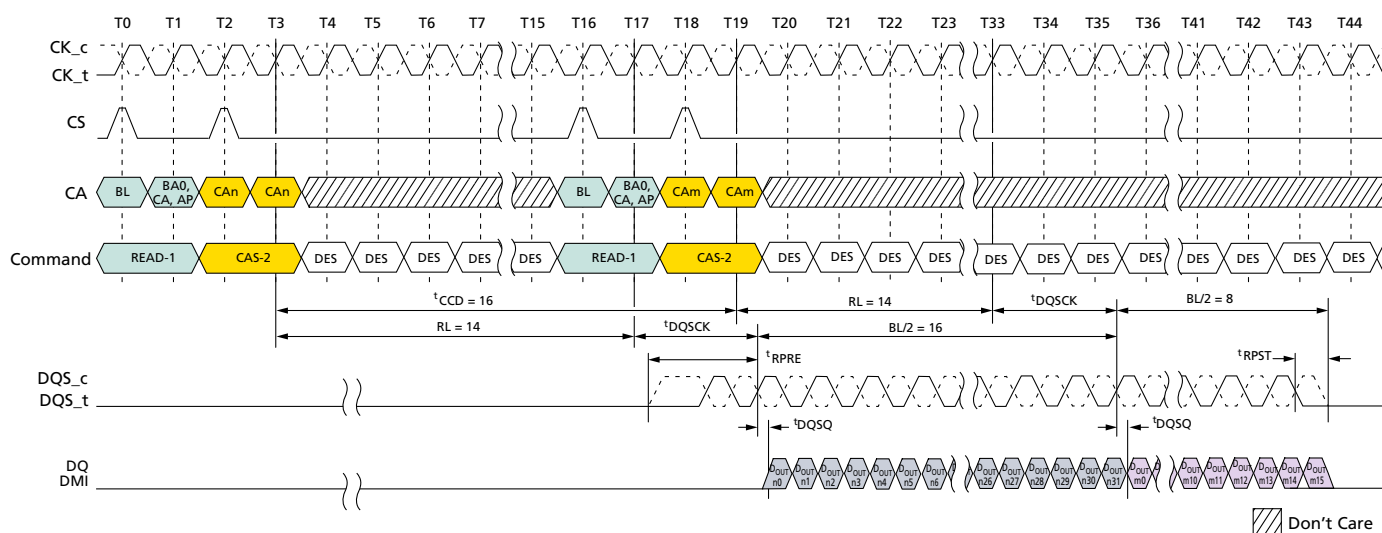 T0 T1 T2 T3 T4 T5 T6 T7 T15 T16 T17 T18 T19 T20 T21 T22 T23 T33 T34 T35 T36 T41 T42 T43 T44
CK_c
CK_t
CS
CA
BL
BA0,
CA, AP
CAn
CAn
BL
BA0,
CA, AP
CAm
CAm
Command
READ-1 CAS-2 DES DES DES DES DES READ-1 CAS-2 DES DES DES DES DES DES DES DES DES DES DES DES
tCCD = 16
RL = 14
tDQSCK
BL/2 = 8
RL = 14
tDQSCK
BL/2 = 16
tRPRE
tRPST
DQS_c
DQS_t
tDQSQ
tDQSQ
DQ
DMI
DOUT
n0
DOUT
n1
DOUT
n2
DOUT
n3
DOUT
n4
DOUT
n5
DOUT
n6
DOUT
n26
DOUT
n27
DOUT
n28
DOUT
n29
DOUT
n30
DOUT
n31
DOUT
m0
DOUT
m10
DOUT
m11
DOUT
m12
DOUT
m13
DOUT
m14
DOUT
m15
Don't Care